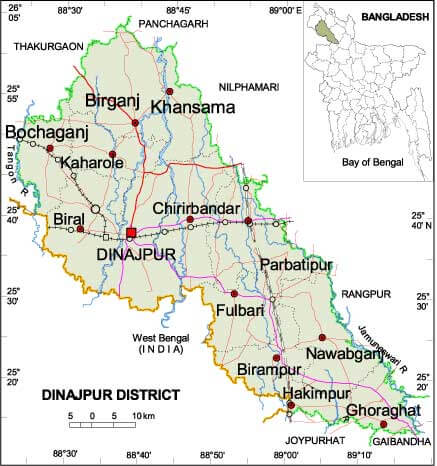 88°30' 88°45' 89°00' E
26°
05'
PANCHAGARH
BANGLADESH
THAKURGAON
25
55'
NILPHAMARI
Birganj
Khansama
Bochaganj
Kaharole
Bay of Bengal
Tangon R
25
40'
Biral
Chirirbandar
25
40' N
DINAJPUR
Parbatipur
25
30'
RANGPUR
25
30'
Fulbari
West Bengal
(INDIA)
Jamuneswari R
Nawabganj
25
20'
Birampur
25
20'
DINAJPUR DISTRICT
Hakimpur
Ghoraghat
5 0 5 10 km
JOYPURHAT
GAIBANDHA
88°30' 88°40' 88°50' 89°00' 89°10'